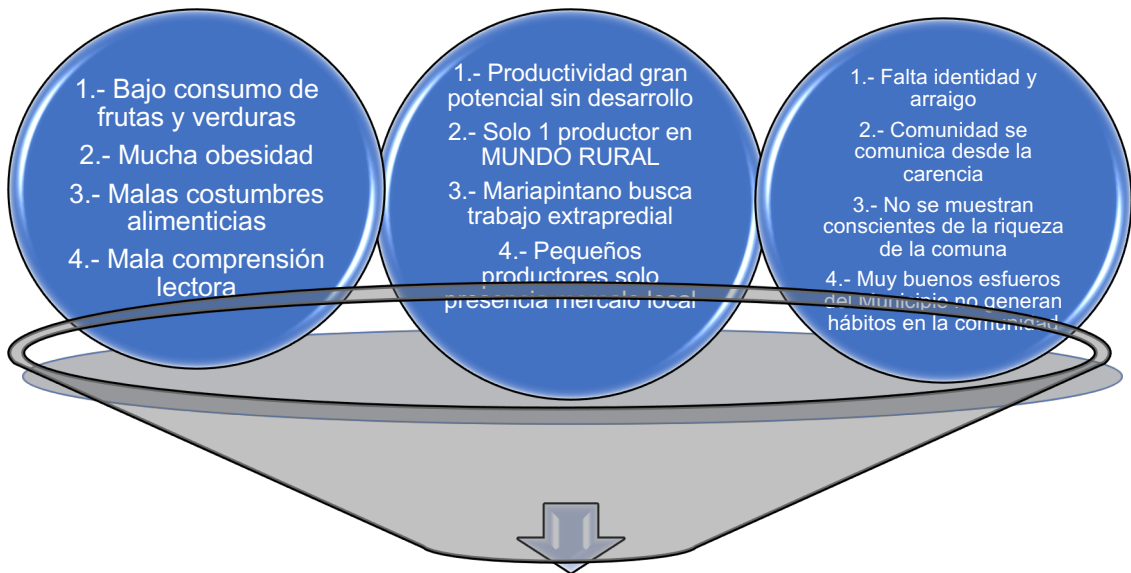 1.- Bajo consumo de
frutas y verduras
2.- Mucha obesidad
3.- Malas costumbres
alimenticias
4.- Mala comprensión
lectora
1.- Productividad gran
potencial sin desarrollo
2.- Solo 1 productor en
MUNDO RURAL
3.- Mariapintano busca
trabajo extrapredial
4.- Pequeños
productores solo
presencia mercalo local
1.- Falta identidad y
arraigo
2.- Comunidad se
comunica desde la
carencia
3.- No se muestran
conscientes de la riqueza
de la comuna
4.- Muy buenos esfueros
del Municipio no generan
hábitos en la comunidad